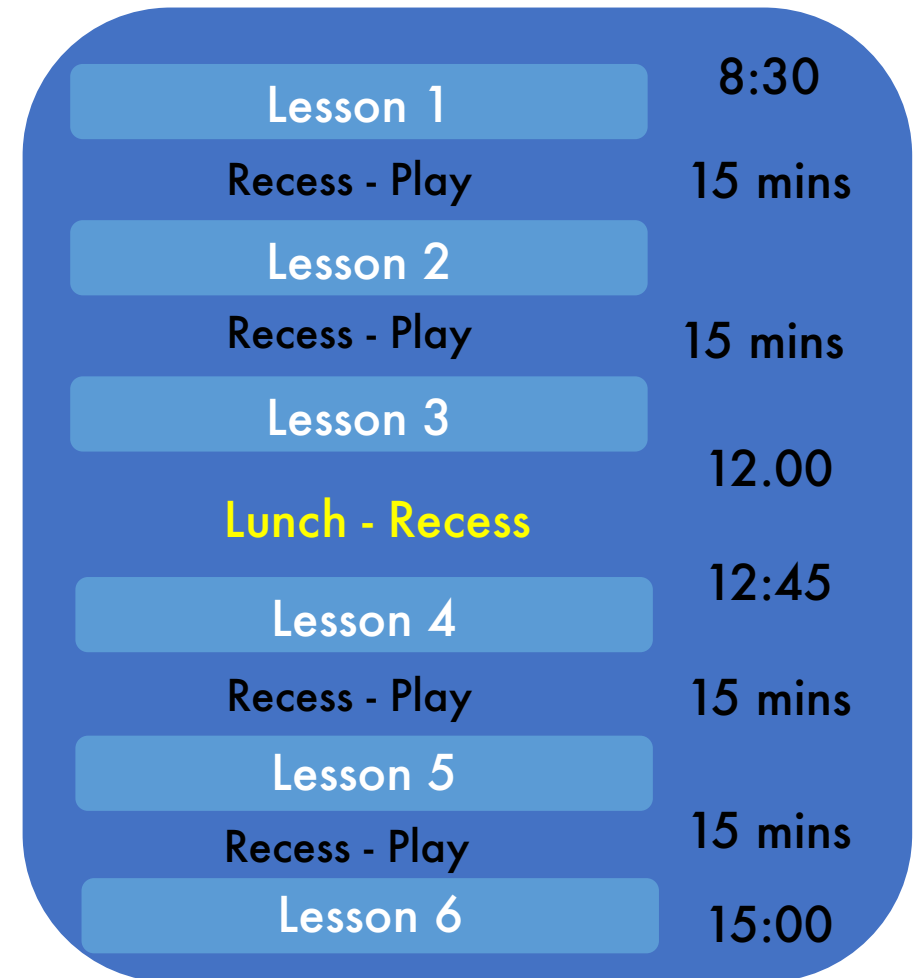 Lesson 1 8:30
Recess - Play 15 mins
Lesson 2
Recess - Play 15 mins
Lesson 3
12.00
Lunch - Recess
12:45
Lesson 4
Recess - Play 15 mins
Lesson 5
Recess - Play 15 mins
Lesson 6 15:00